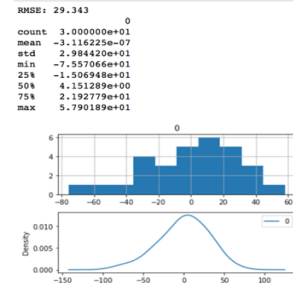 RMSE: 29.343
0
count 3.000000e+01
mean -3.116225e-07
std 2.984420e+01
min -7.557066e+01
25% -1.506948e+01
50% 4.151289e+00
75% 2.192779e+01
max 5.790189e+01
0
6
4
2
0
-80 -60 -40 -20 0 20 40 60
0
0.010
0.005
0.000
Density
-150 -100 -50 0 50 100